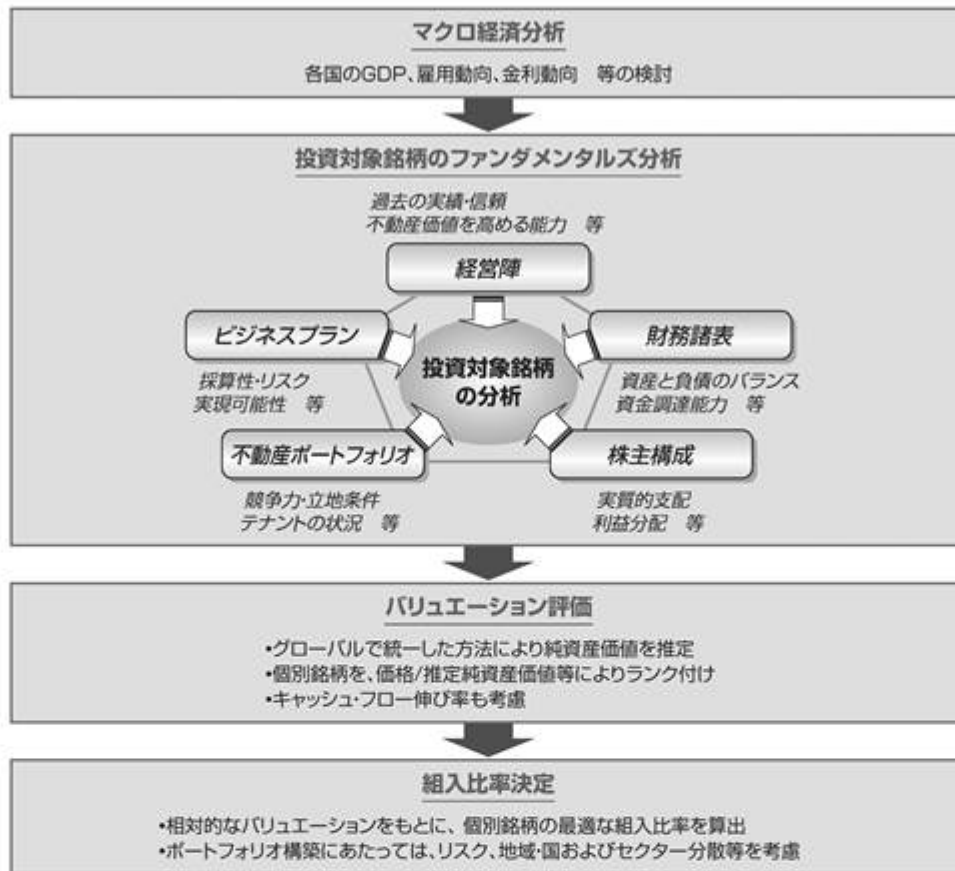 マクロ経済分析
各国のGDP、雇用動向、金利動向　等の検討
投資対象銘柄のファンダメンタルズ分析
過去の実績・信頼
不動産価値を高める能力　等
経営陣
ビジネスプラン
採算性・リスク
実現可能性　等
財務諸表
資産と負債のバランス
資金調達能力　等
投資対象銘柄
の分析
不動産ポートフォリオ
競争力・立地条件
テナントの状況　等
株主構成
実質的支配
利益分配　等
バリュエーション評価
•グローバルで統一した方法により純資産価値を推定
•個別銘柄を、価格/推定純資産価値等によりランク付け
•キャッシュ・フロー伸び率も考慮
組入比率決定
•相対的なバリュエーションをもとに、個別銘柄の最適な組入比率を算出
•ポートフォリオ構築にあたっては、リスク、地域・国およびセクター分散等を考慮